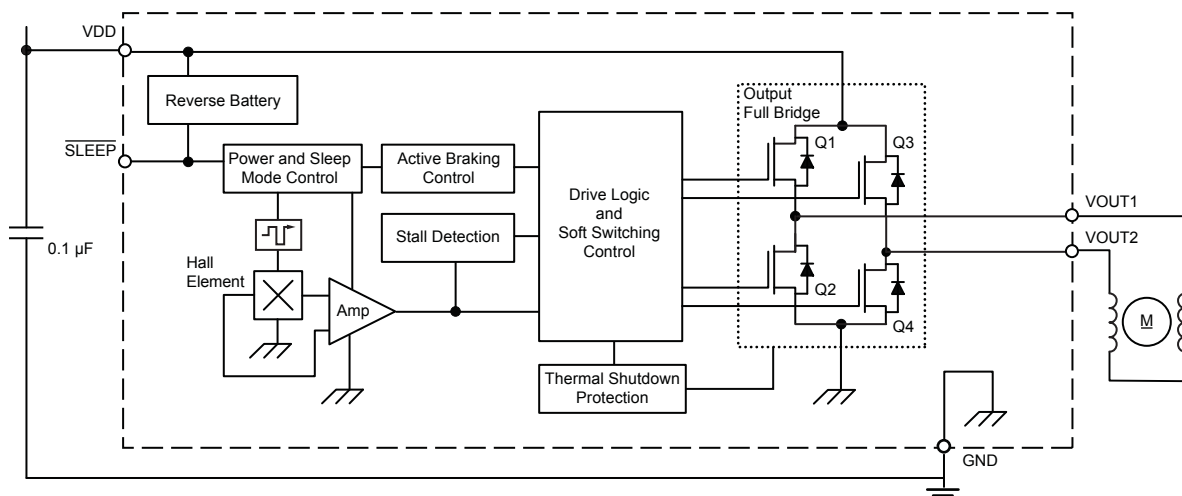 VDD
Reverse Battery
SLEEP
Power and Sleep
Mode Control
Active Braking
Control
Stall Detection
Hall
Element
Amp
0.1 µF
Drive Logic
and
Soft Switching
Control
Thermal Shutdown
Protection
Output
Full Bridge
Q1
Q3
Q2
Q4
VOUT1
VOUT2
M
GND